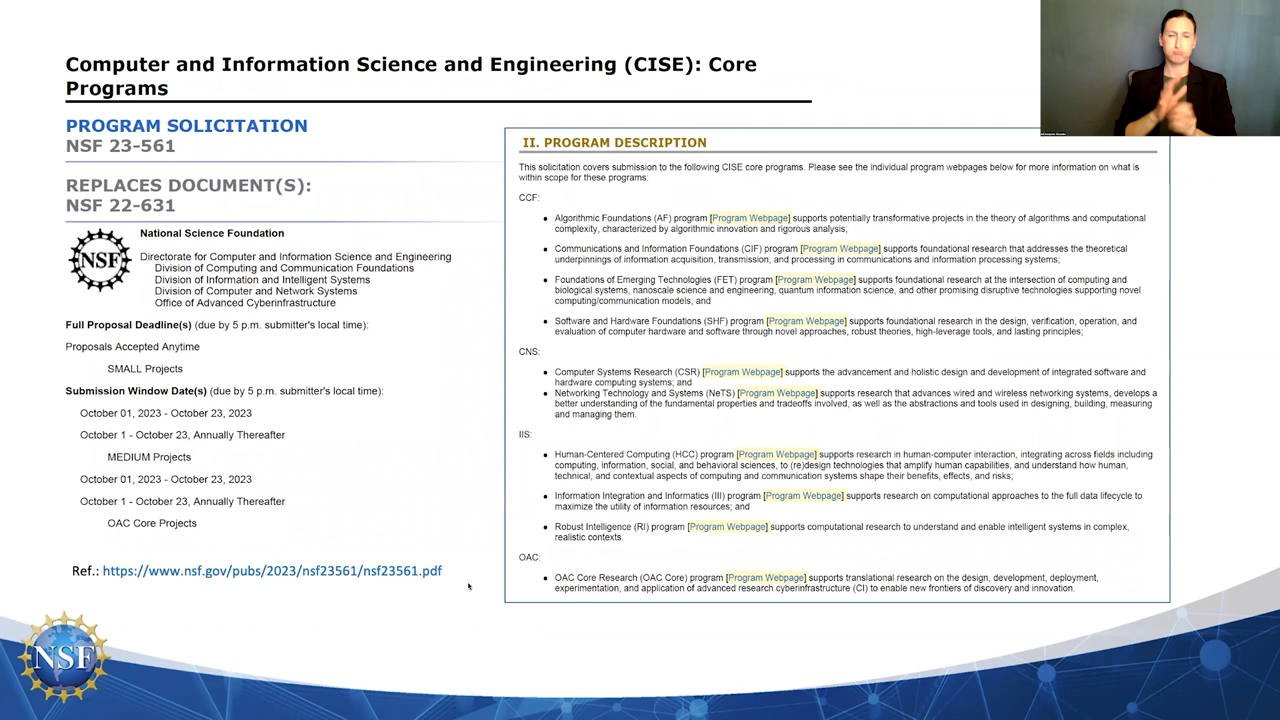 Computer and Information Science and Engineering (CISE): Core
Programs
PROGRAM SOLICITATION
NSF 23-561
REPLACES DOCUMENT(S):
NSF 22-631
NSF
National Science Foundation
Directorate for Computer and Information Science and Engineering
Division of Computing and Communication Foundations
Division of Information and Intelligent Systems
Division of Computer and Network Systems
Office of Advanced Cyberinfrastructure
Full Proposal Deadline(s) (due by 5 p.m. submitter's local time):
Proposals Accepted Anytime
SMALL Projects
Submission Window Date(s) (due by 5 p.m. submitter's local time):
October 01, 2023 - October 23, 2023
October 1 - October 23, Annually Thereafter
MEDIUM Projects
October 01, 2023 - October 23, 2023
October 1 - October 23, Annually Thereafter
OAC Core Projects
Ref.: https://www.nsf.gov/pubs/2023/nsf23561/nsf23561.pdf
II. PROGRAM DESCRIPTION
This solicitation covers submission to the following CISE core programs. Please see the individual program webpages below for more information on what is
within scope for these programs:
CCF:
• Algorithmic Foundations (AF) program [Program Webpage] supports potentially transformative projects in the theory of algorithms and computational
complexity, characterized by algorithmic innovation and rigorous analysis;
• Communications and Information Foundations (CIF) program [Program Webpage] supports foundational research that addresses the theoretical
underpinnings of information acquisition, transmission, and processing in communications and information processing systems;
• Foundations of Emerging Technologies (FET) program [Program Webpage] supports foundational research at the intersection of computing and
biological systems, nanoscale science and engineering, quantum information science, and other promising disruptive technologies supporting novel
computing/communication models; and
• Software and Hardware Foundations (SHF) program [Program Webpage] supports foundational research in the design, verification, operation, and
evaluation of computer hardware and software through novel approaches, robust theories, high-leverage tools, and lasting principles;
CNS:
• Computer Systems Research (CSR) [Program Webpage] supports the advancement and holistic design and development of integrated software and
hardware computing systems; and
• Networking Technology and Systems (NeTS) [Program Webpage] supports research that advances wired and wireless networking systems, develops a
better understanding of the fundamental properties and tradeoffs involved, as well as the abstractions and tools used in designing, building, measuring
and managing them.
IIS:
• Human-Centered Computing (HCC) program [Program Webpage] supports research in human-computer interaction, integrating across fields including
computing, information, social, and behavioral sciences, to (re)design technologies that amplify human capabilities, and understand how human,
technical, and contextual aspects of computing and communication systems shape their benefits, effects, and risks;
• Information Integration and Informatics (III) program [Program Webpage] supports research on computational approaches to the full data lifecycle to
maximize the utility of information resources; and
• Robust Intelligence (RI) program [Program Webpage] supports computational research to understand and enable intelligent systems in complex,
realistic contexts.
OAC:
• OAC Core Research (OAC Core) program [Program Webpage] supports translational research on the design, development, deployment,
experimentation, and application of advanced research cyberinfrastructure (CI) to enable new frontiers of discovery and innovation.
NSF